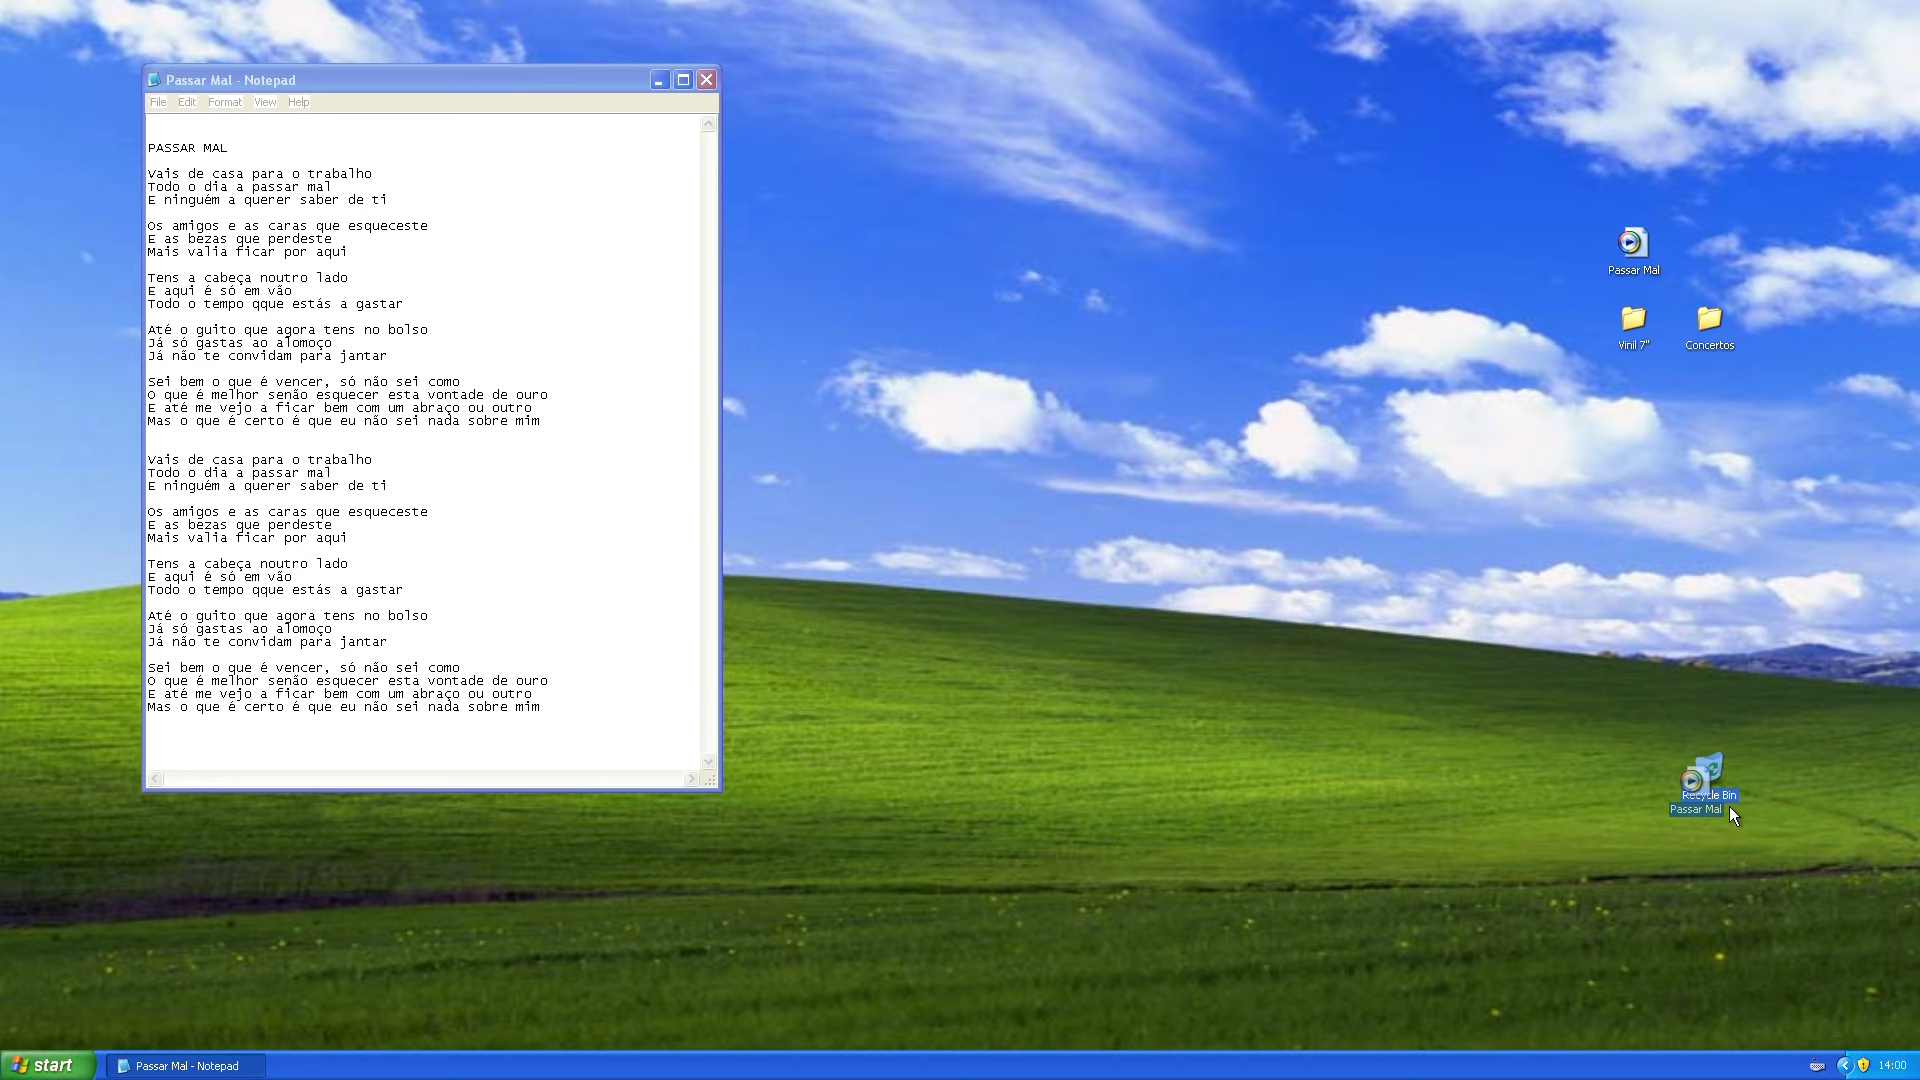 Passar Mal - Notepad
File Edit Format View Help
PASSAR MAL
Vais de casa para o trabalho
Todo o dia a passar mal
E ninguém a querer saber de ti
Os amigos e as caras que esqueceste
E as bezas que perdeste
Mais valia ficar por aqui
Tens a cabeça noutro lado
E aqui é só em vão
Todo o tempo qque estás a gastar
Até o guito que agora tens no bolso
Já só gastas ao alomoço
Já não te convidam para jantar
Sei bem o que é vencer, só não sei como
O que é melhor senão esquecer esta vontade de ouro
E até me vejo a ficar bem com um abraço ou outro
Mas o que é certo é que eu não sei nada sobre mim
Vais de casa para o trabalho
Todo o dia a passar mal
E ninguém a querer saber de ti
Os amigos e as caras que esqueceste
E as bezas que perdeste
Mais valia ficar por aqui
Tens a cabeça noutro lado
E aqui é só em vão
Todo o tempo qque estás a gastar
Até o guito que agora tens no bolso
Já só gastas ao alomoço
Já não te convidam para jantar
Sei bem o que é vencer, só não sei como
O que é melhor senão esquecer esta vontade de ouro
E até me vejo a ficar bem com um abraço ou outro
Mas o que é certo é que eu não sei nada sobre mim
Passar Mal
Vinil 7"
Concertos
Recycle Bin
Passar Mal
start
Passar Mal - Notepad
14:00